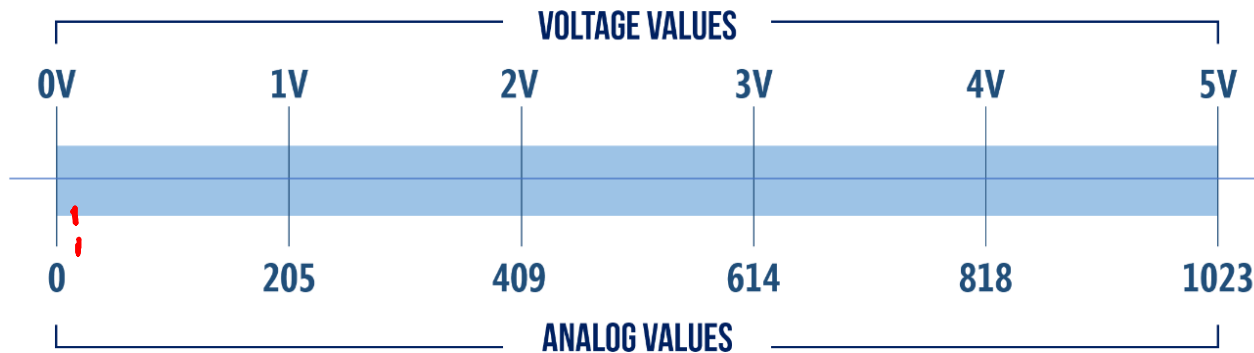 VOLTAGE VALUES
0V 1V 2V 3V 4V 5V
0 205 409 614 818 1023
ANALOG VALUES